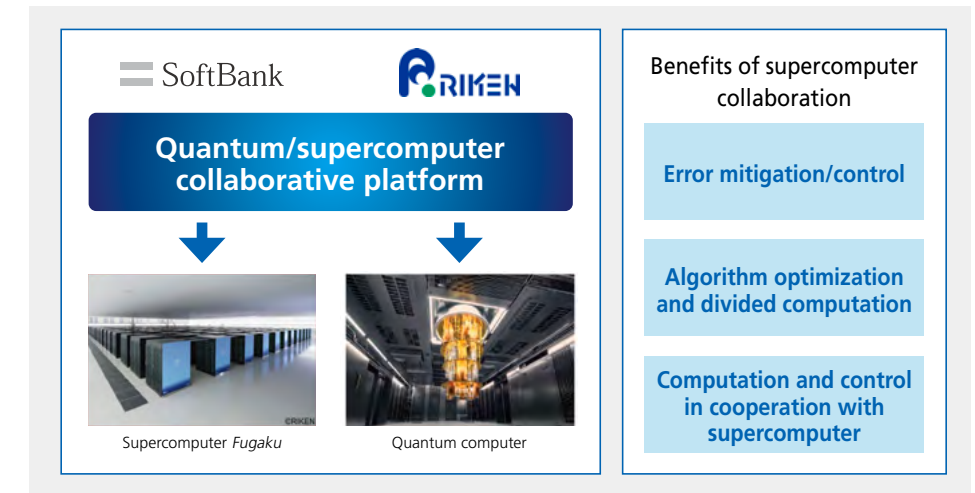 SoftBank
RIKEN
Quantum/supercomputer
collaborative platform
©RIKEN
Supercomputer Fugaku
Quantum computer
Benefits of supercomputer
collaboration
Error mitigation/control
Algorithm optimization
and divided computation
Computation and control
in cooperation with
supercomputer